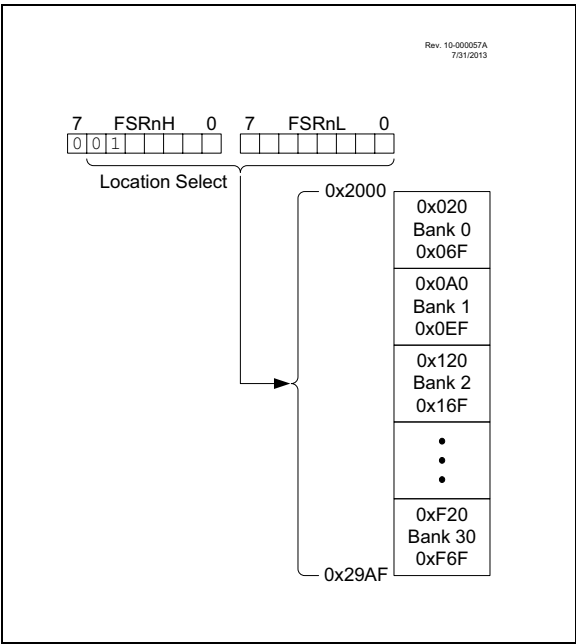 Rev. 10-000057A
7/31/2013
7 FSRnH 0 7 FSRnL 0
0 0 1
Location Select
0x2000
0x020
Bank 0
0x06F
0x0A0
Bank 1
0x0EF
0x120
Bank 2
0x16F
0xF20
Bank 30
0xF6F
0x29AF